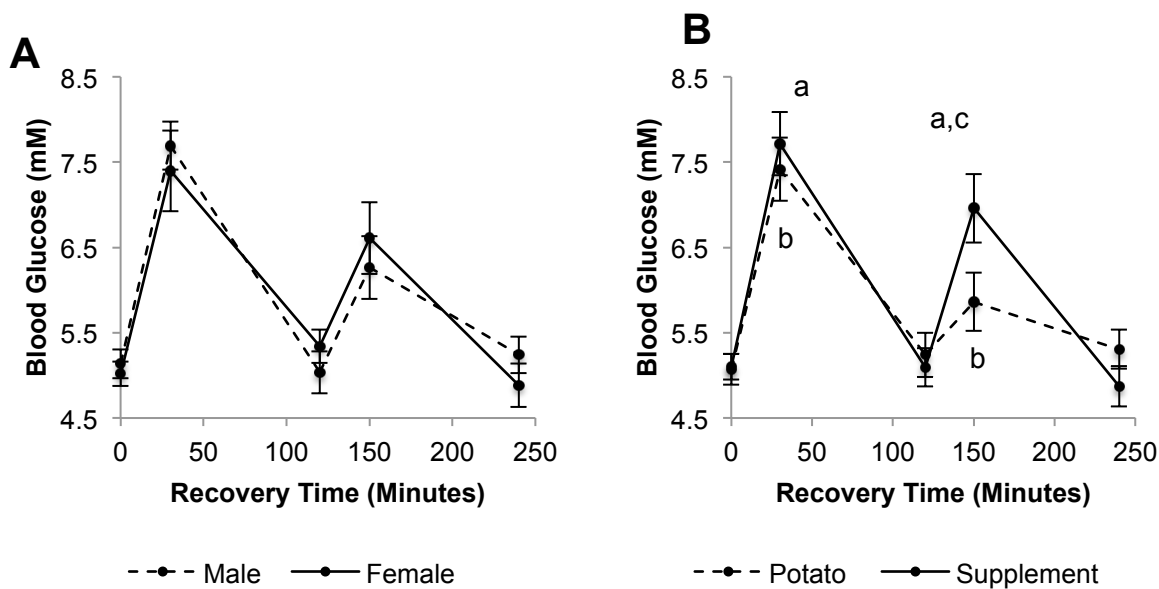 A
8.5
7.5
6.5
5.5
4.5
Blood Glucose (mM)
0 50 100 150 200 250
Recovery Time (Minutes)
Male Female
B
8.5
7.5
6.5
5.5
4.5
Blood Glucose (mM)
a
a,c
b
b
0 50 100 150 200 250
Recovery Time (Minutes)
Potato Supplement